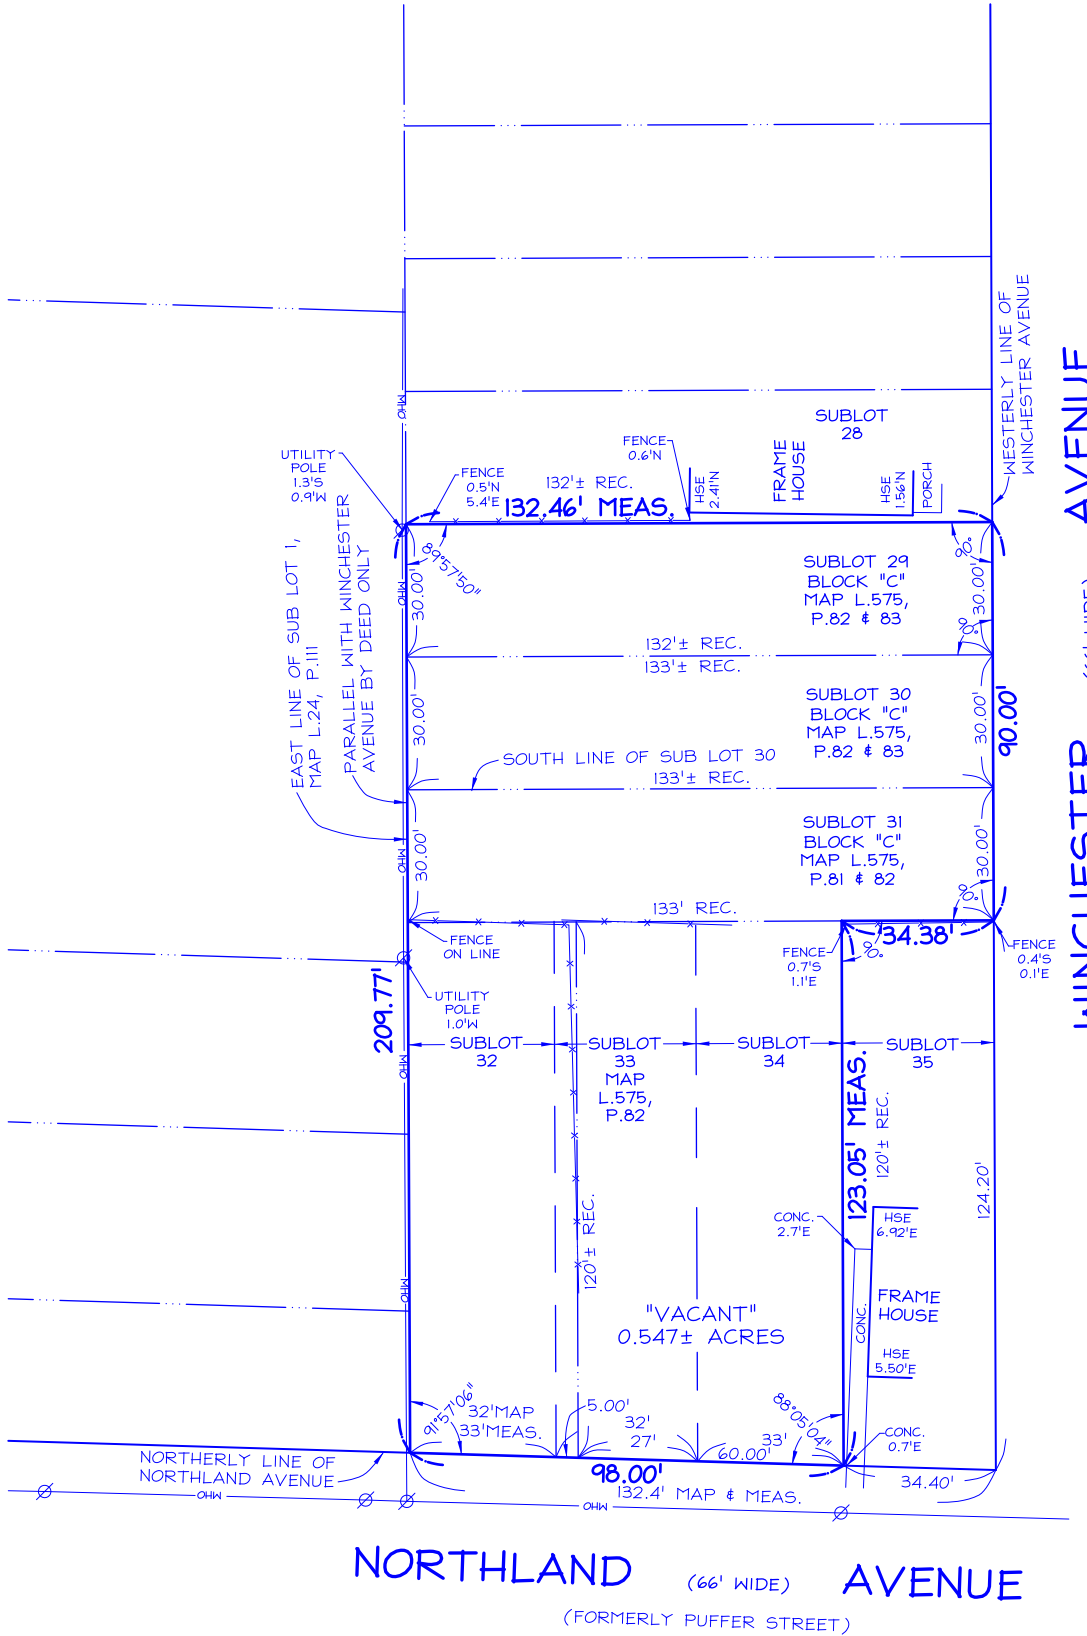 WESTERLY LINE OF
WINCHESTER AVENUE
SUBLOT
28
FRAME
HOUSE
FENCE
0.6'N
HSE
2.41'N
HSE
1.56'N
PORCH
UTILITY
POLE
1.3'S
0.9'W
FENCE
0.5'N
5.4'E
132'± REC.
132.46' MEAS.
OHW
89°57'50"
90°
SUBLOT 29
BLOCK "C"
MAP L.575,
P.82 & 83
30.00'
30.00'
OHW
90°
132'± REC.
133'± REC.
EAST LINE OF SUB LOT 1,
MAP L.24, P.111
PARALLEL WITH WINCHESTER
AVENUE BY DEED ONLY
SUBLOT 30
BLOCK "C"
MAP L.575,
P.82 & 83
30.00'
30.00'
90.00'
SOUTH LINE OF SUB LOT 30
133'± REC.
SUBLOT 31
BLOCK "C"
MAP L.575,
P.81 & 82
30.00'
30.00'
OHW
90°
133' REC.
34.38'
FENCE
ON LINE
FENCE
0.7'S
1.1'E
90°
FENCE
0.4'S
0.1'E
UTILITY
POLE
1.0'W
209.77'
OHW
SUBLOT
32
SUBLOT
33
MAP
L.575,
P.82
SUBLOT
34
SUBLOT
35
123.05' MEAS.
120'± REC.
124.20'
120'± REC.
CONC.
2.7'E
HSE
6.92'E
FRAME
HOUSE
CONC.
HSE
5.50'E
OHW
"VACANT"
0.547± ACRES
91°57'06"
32'MAP
33'MEAS.
5.00'
32'
27'
60.00'
33'
88°05'04"
CONC.
0.7'E
NORTHERLY LINE OF
NORTHLAND AVENUE
98.00'
132.4' MAP & MEAS.
34.40'
OHW
OHW
NORTHLAND (66' WIDE) AVENUE
(FORMERLY PUFFER STREET)
WINCHESTER AVENUE